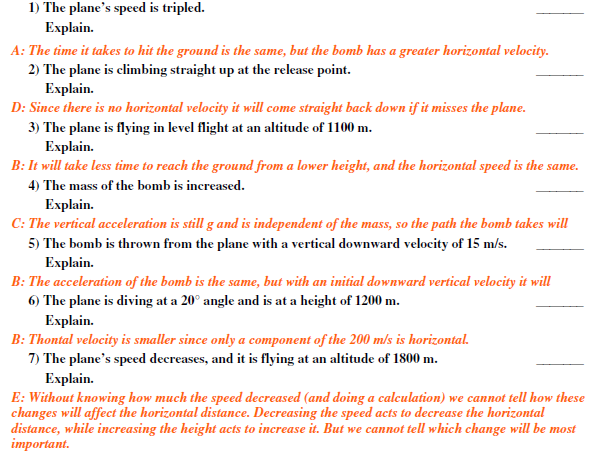 1) The plane's speed is tripled. ________
Explain.
A: The time it takes to hit the ground is the same, but the bomb has a greater horizontal velocity.
2) The plane is climbing straight up at the release point. ________
Explain.
D: Since there is no horizontal velocity it will come straight back down if it misses the plane.
3) The plane is flying in level flight at an altitude of 1100 m. ________
Explain.
B: It will take less time to reach the ground from a lower height, and the horizontal speed is the same.
4) The mass of the bomb is increased. ________
Explain.
C: The vertical acceleration is still g and is independent of the mass, so the path the bomb takes will
5) The bomb is thrown from the plane with a vertical downward velocity of 15 m/s. ________
Explain.
B: The acceleration of the bomb is the same, but with an initial downward vertical velocity it will
6) The plane is diving at a 20° angle and is at a height of 1200 m. ________
Explain.
B: Thontal velocity is smaller since only a component of the 200 m/s is horizontal.
7) The plane's speed decreases, and it is flying at an altitude of 1800 m. ________
Explain.
E: Without knowing how much the speed decreased (and doing a calculation) we cannot tell how these
changes will affect the horizontal distance. Decreasing the speed acts to decrease the horizontal
distance, while increasing the height acts to increase it. But we cannot tell which change will be most
important.